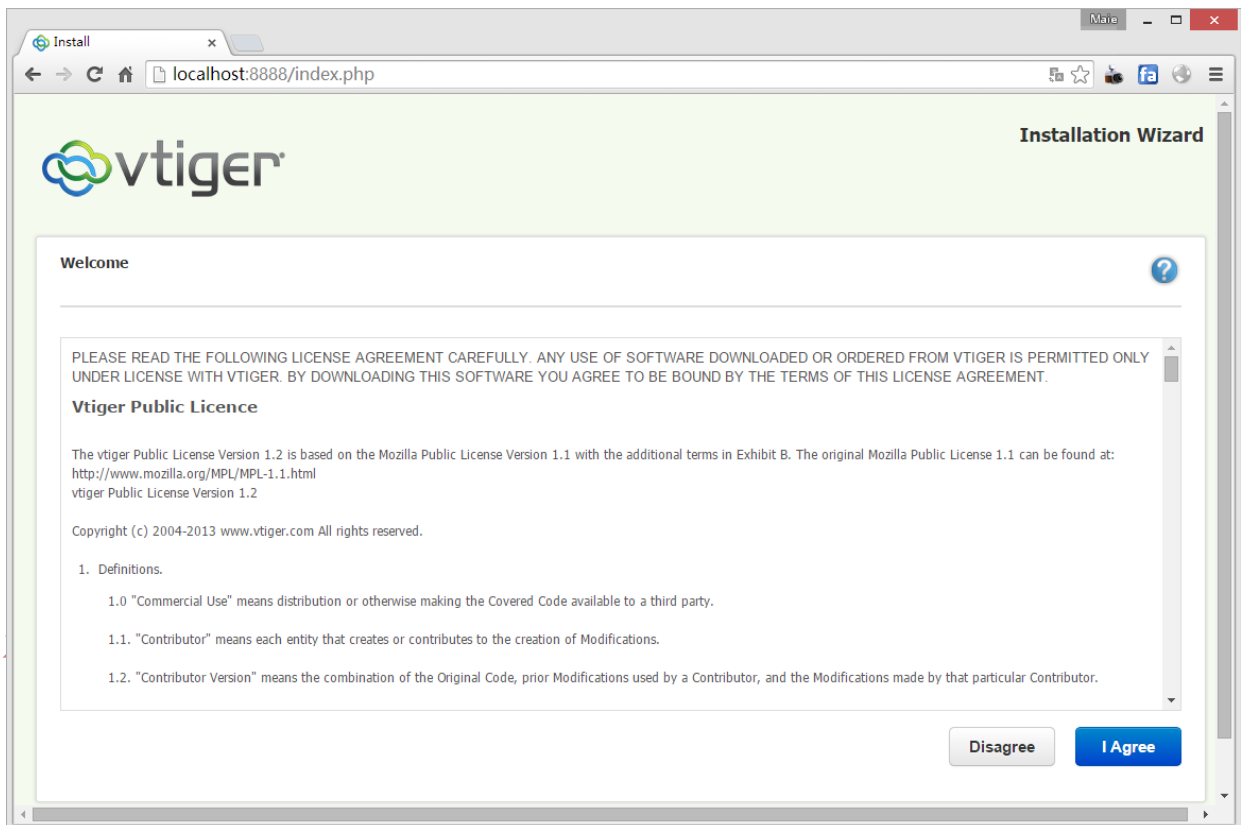 Maie
Install
localhost:8888/index.php
vtiger
Installation Wizard
Welcome
PLEASE READ THE FOLLOWING LICENSE AGREEMENT CAREFULLY. ANY USE OF SOFTWARE DOWNLOADED OR ORDERED FROM VTIGER IS PERMITTED ONLY
UNDER LICENSE WITH VTIGER. BY DOWNLOADING THIS SOFTWARE YOU AGREE TO BE BOUND BY THE TERMS OF THIS LICENSE AGREEMENT.
Vtiger Public Licence
The vtiger Public License Version 1.2 is based on the Mozilla Public License Version 1.1 with the additional terms in Exhibit B. The original Mozilla Public License 1.1 can be found at:
http://www.mozilla.org/MPL/MPL-1.1.html
vtiger Public License Version 1.2
Copyright (c) 2004-2013 www.vtiger.com All rights reserved.
1. Definitions.
1.0 "Commercial Use" means distribution or otherwise making the Covered Code available to a third party.
1.1. "Contributor" means each entity that creates or contributes to the creation of Modifications.
1.2. "Contributor Version" means the combination of the Original Code, prior Modifications used by a Contributor, and the Modifications made by that particular Contributor.
Disagree
I Agree